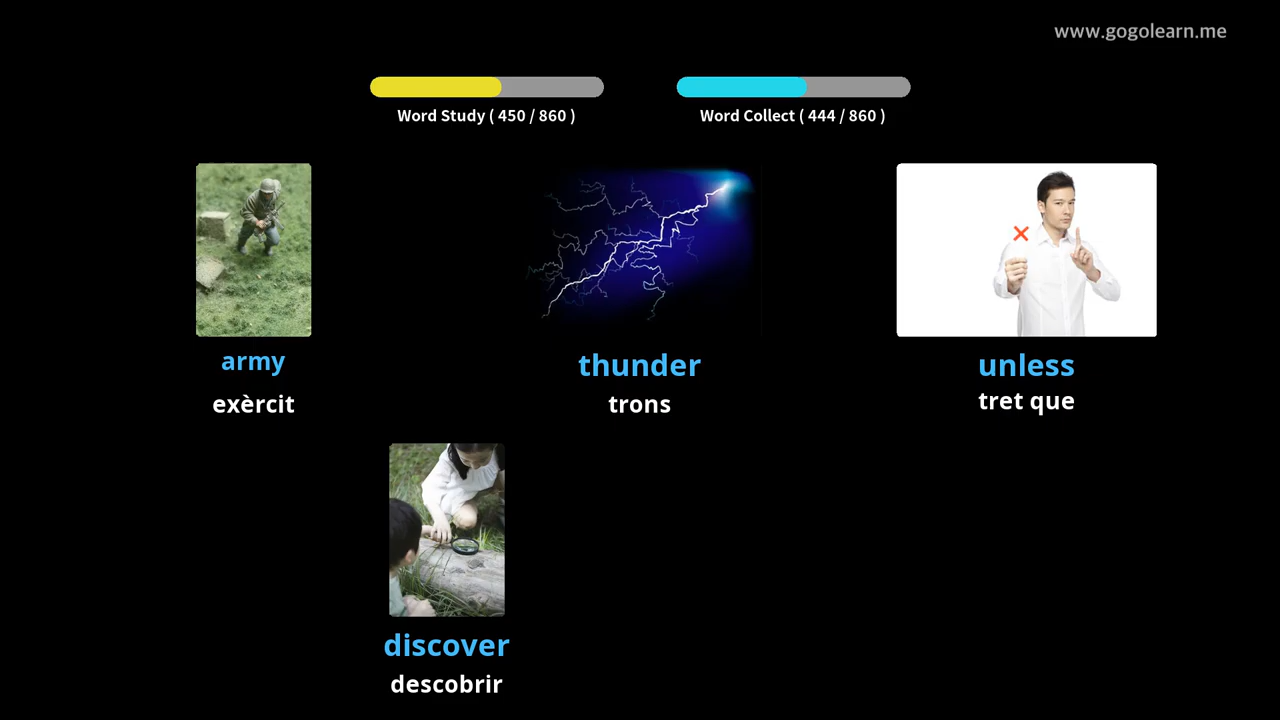 www.gogolearn.me
Word Study ( 450 / 860 )
Word Collect ( 444 / 860 )
army
exèrcit
thunder
trons
unless
tret que
discover
descobrir